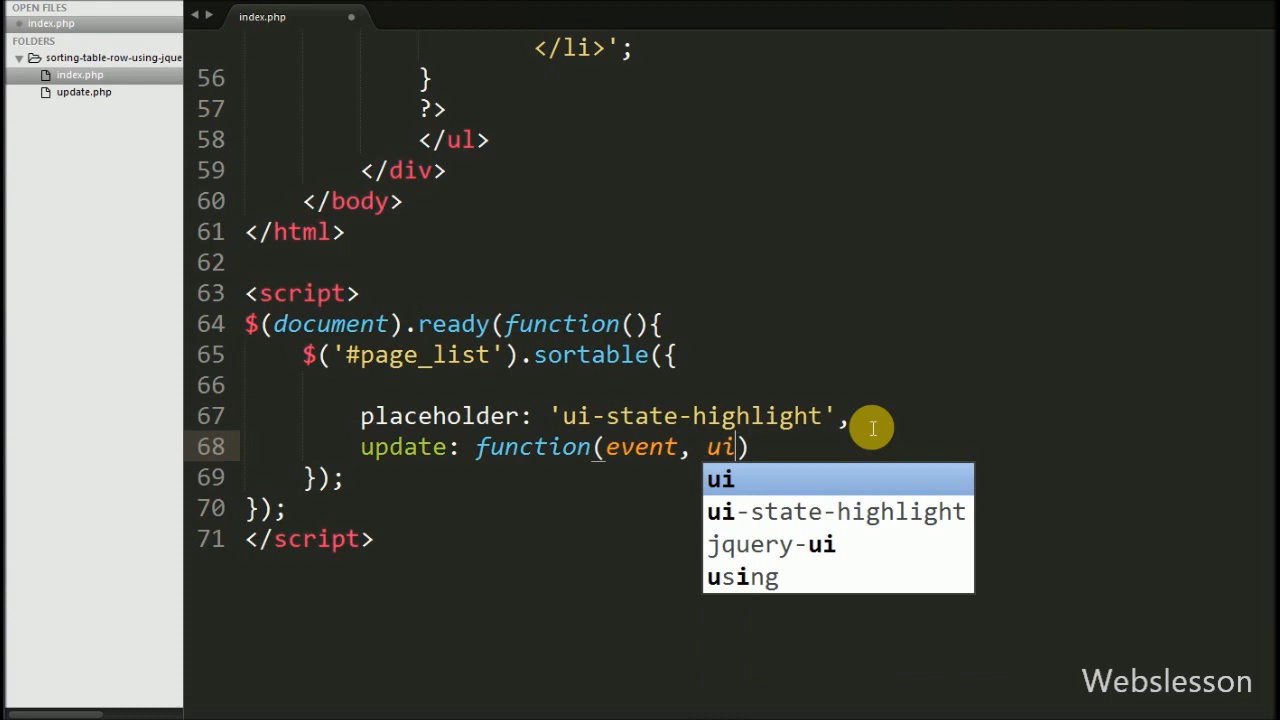 OPEN FILES
index.php
FOLDERS
sorting-table-row-using-jque
index.php
update.php
index.php
</li>';
56 }
57 ?>
58 </ul>
59 </div>
60 </body>
61 </html>
62
63 <script>
64 $(document).ready(function(){
65 $('#page_list').sortable({
66
67 placeholder: 'ui-state-highlight',
68 update: function(event, ui)
69 });
70 });
71 </script>
ui
ui-state-highlight
jquery-ui
using
Webslesson